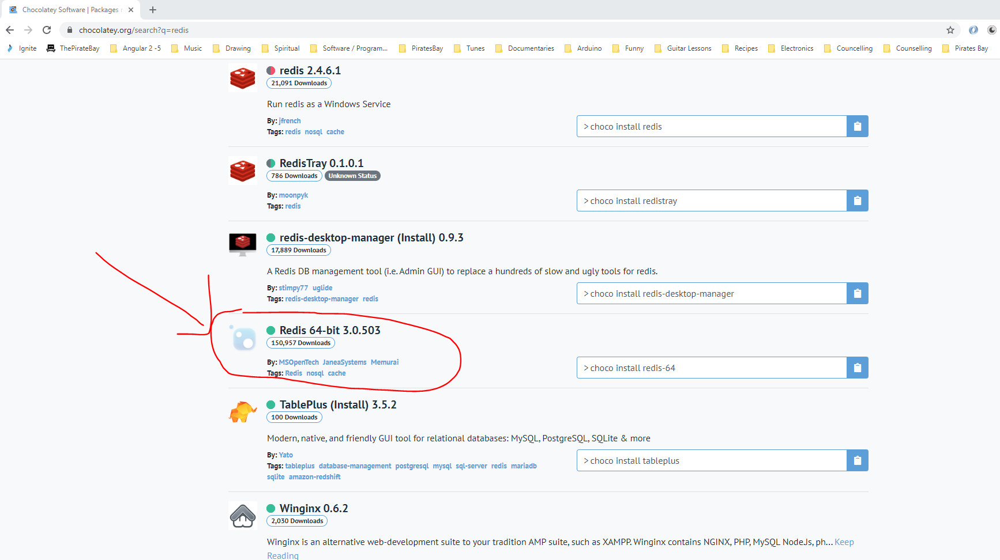 Chocolatey Software | Packages
chocolatey.org/search?q=redis
Ignite ThePirateBay Angular 2 -5 Music Drawing Spiritual Software / Program... PiratesBay Tunes Documentaries Arduino Funny Guitar Lessons Recipes Electronics Councelling Counselling Pirates Bay
redis 2.4.6.1
21,091 Downloads
Run redis as a Windows Service
By: jfrench
Tags: redis nosql cache
> choco install redis
RedisTray 0.1.0.1
786 Downloads Unknown Status
By: moonpyk
Tags: redis
> choco install redistray
redis-desktop-manager (Install) 0.9.3
17,889 Downloads
A Redis DB management tool (i.e. Admin GUI) to replace a hundreds of slow and ugly tools for redis.
By: stimpy77 uglide
Tags: redis-desktop-manager redis
> choco install redis-desktop-manager
Redis 64-bit 3.0.503
150,957 Downloads
By: MSOpenTech JaneaSystems Memurai
Tags: Redis nosql cache
> choco install redis-64
TablePlus (Install) 3.5.2
100 Downloads
Modern, native, and friendly GUI tool for relational databases: MySQL, PostgreSQL, SQLite & more
By: Yato
Tags: tableplus database-management postgresql mysql sql-server redis mariadb
sqlite amazon-redshift
> choco install tableplus
Winginx 0.6.2
2,030 Downloads
Winginx is an alternative web-development suite to your tradition AMP suite, such as XAMPP. Winginx contains NGINX, PHP, MySQL Node.Js, ph... Keep
Reading